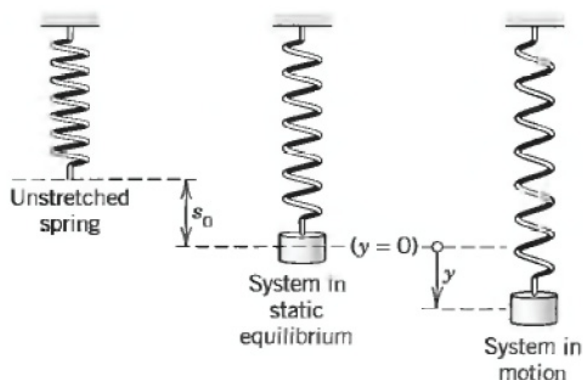 Unstretched
spring
s₀
(y = 0)
y
System in
static
equilibrium
System in
motion